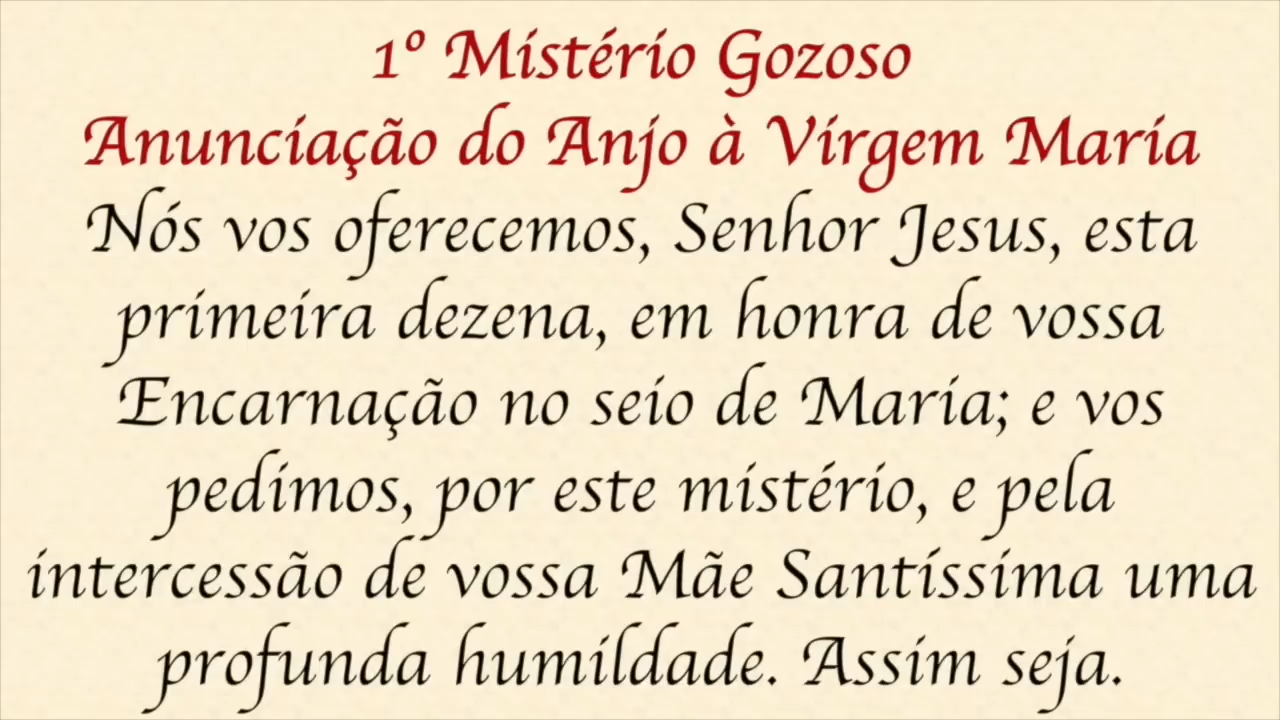 1º Mistério Gozoso
Anunciação do Anjo à Virgem Maria
Nós vos oferecemos, Senhor Jesus, esta
primeira dezena, em honra de vossa
Encarnação no seio de Maria; e vos
pedimos, por este mistério, e pela
intercessão de vossa Mãe Santíssima uma
profunda humildade. Assim seja.